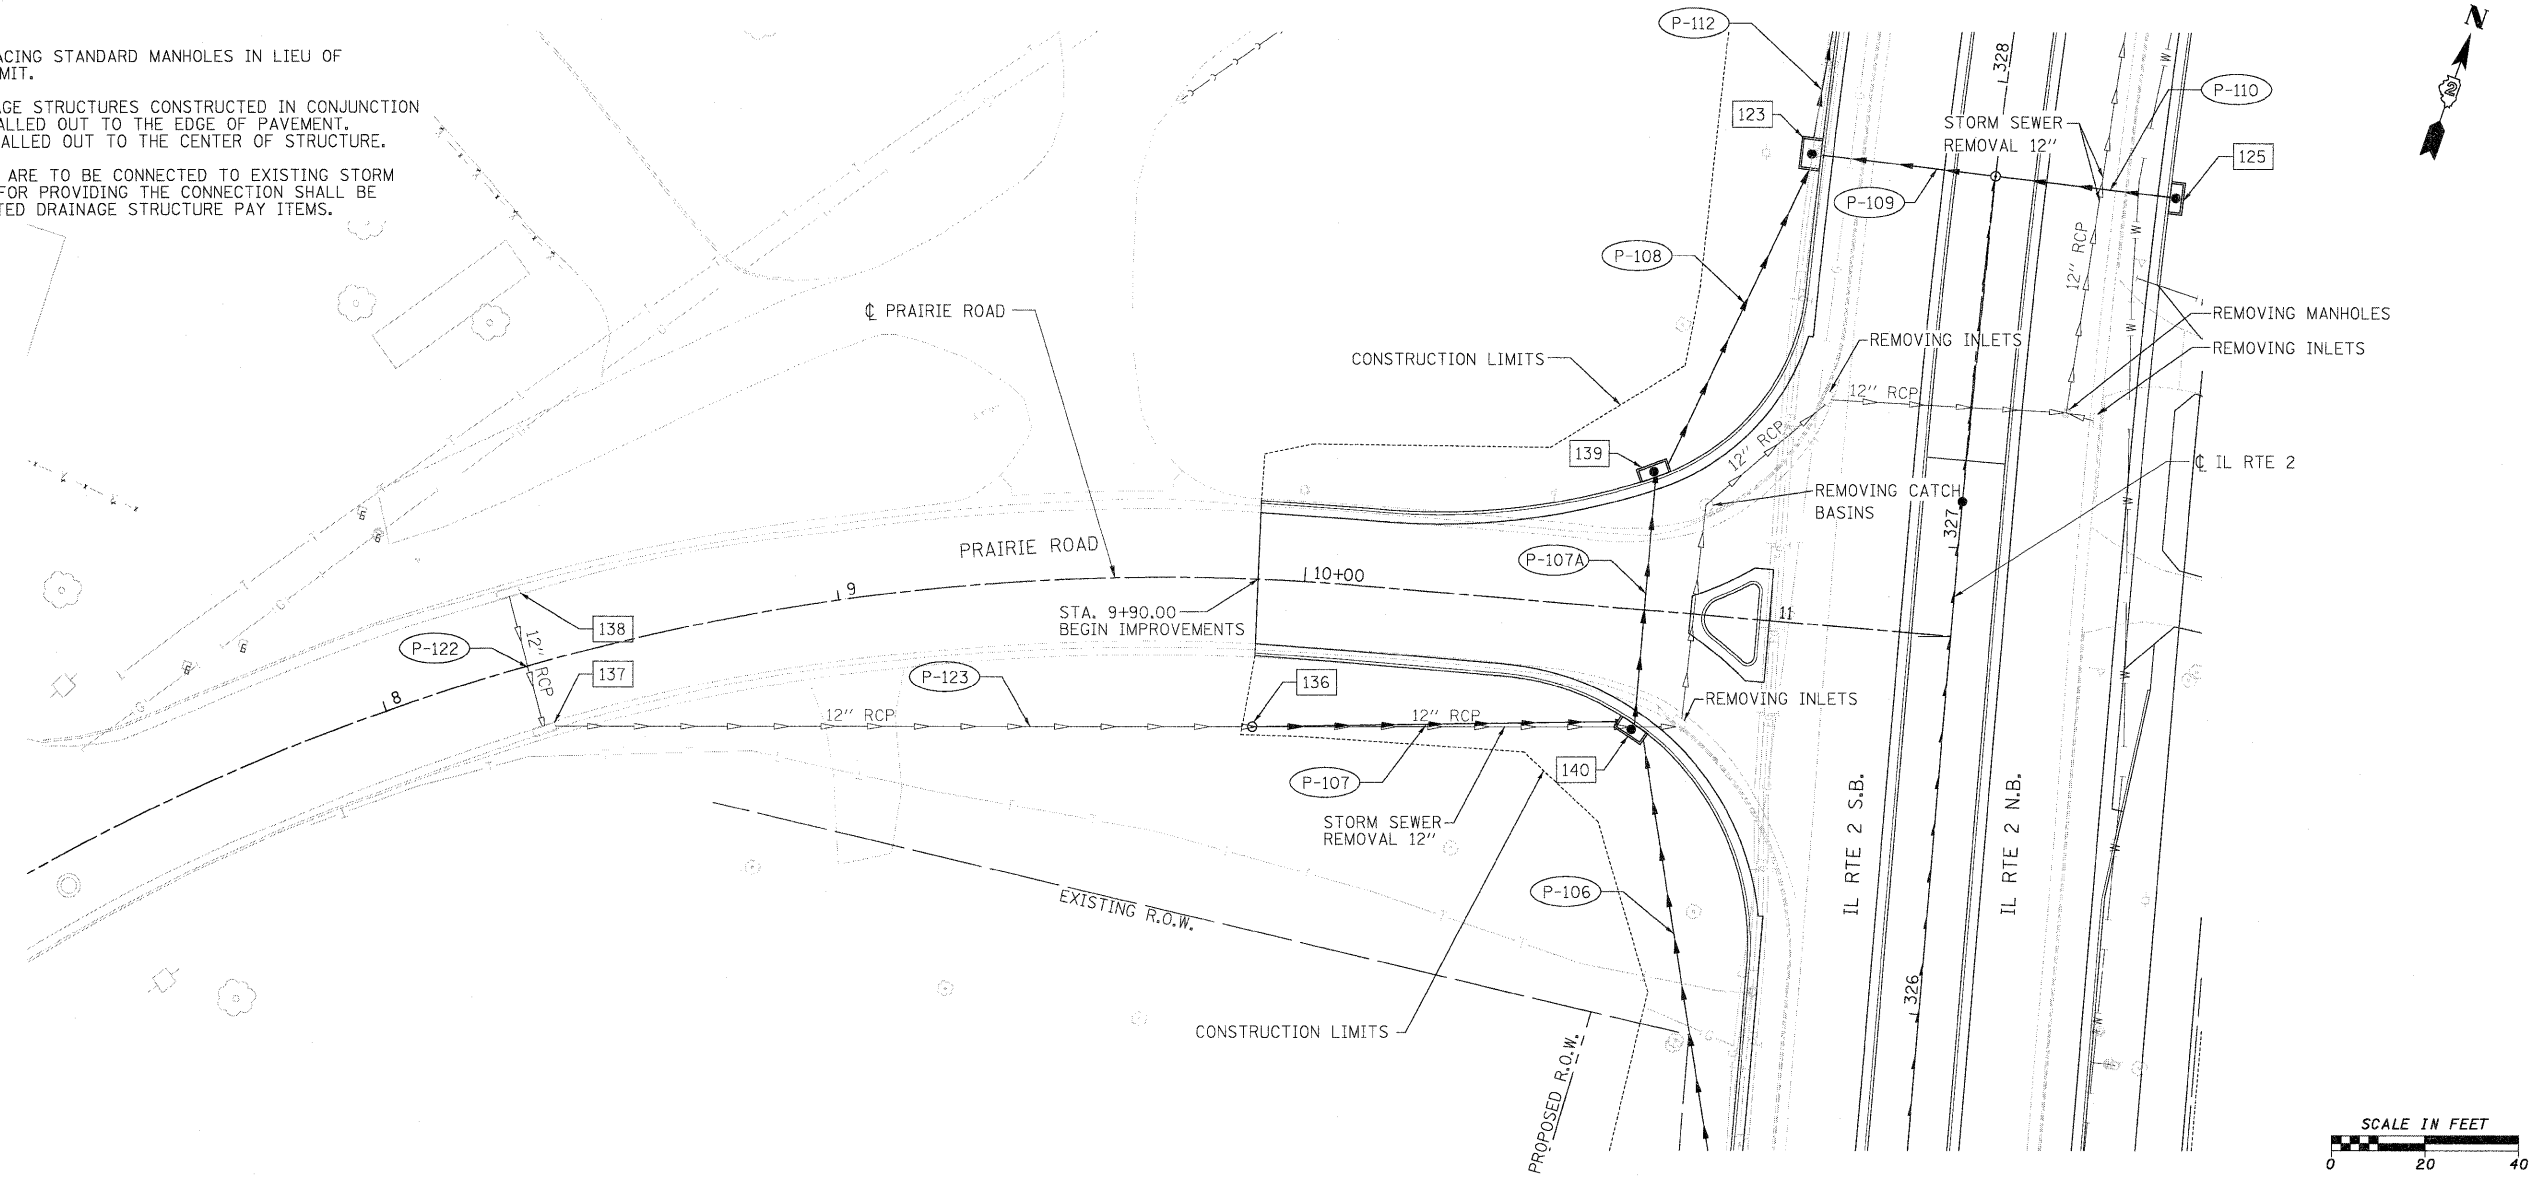 ACING STANDARD MANHOLES IN LIEU OF
MIT.
AGE STRUCTURES CONSTRUCTED IN CONJUNCTION
ALLED OUT TO THE EDGE OF PAVEMENT.
ALLED OUT TO THE CENTER OF STRUCTURE.
ARE TO BE CONNECTED TO EXISTING STORM
FOR PROVIDING THE CONNECTION SHALL BE
TED DRAINAGE STRUCTURE PAY ITEMS.
P-112
N
2
328
P-110
123
STORM SEWER
REMOVAL 12"
125
P-109
P-108
12" RCP
℄ PRAIRIE ROAD
REMOVING MANHOLES
REMOVING INLETS
REMOVING INLETS
CONSTRUCTION LIMITS
12" RCP
139
12" RCP
℄ IL RTE 2
REMOVING CATCH
BASINS
327
PRAIRIE ROAD
P-107A
10+00
9
STA. 9+90.00
BEGIN IMPROVEMENTS
11
138
12" RCP
P-122
137
P-123
136
8
12" RCP
12" RCP
REMOVING INLETS
P-107
140
STORM SEWER
REMOVAL 12"
IL RTE 2 S.B.
IL RTE 2 N.B.
P-106
EXISTING R.O.W.
326
CONSTRUCTION LIMITS
PROPOSED R.O.W.
SCALE IN FEET
0 20 40